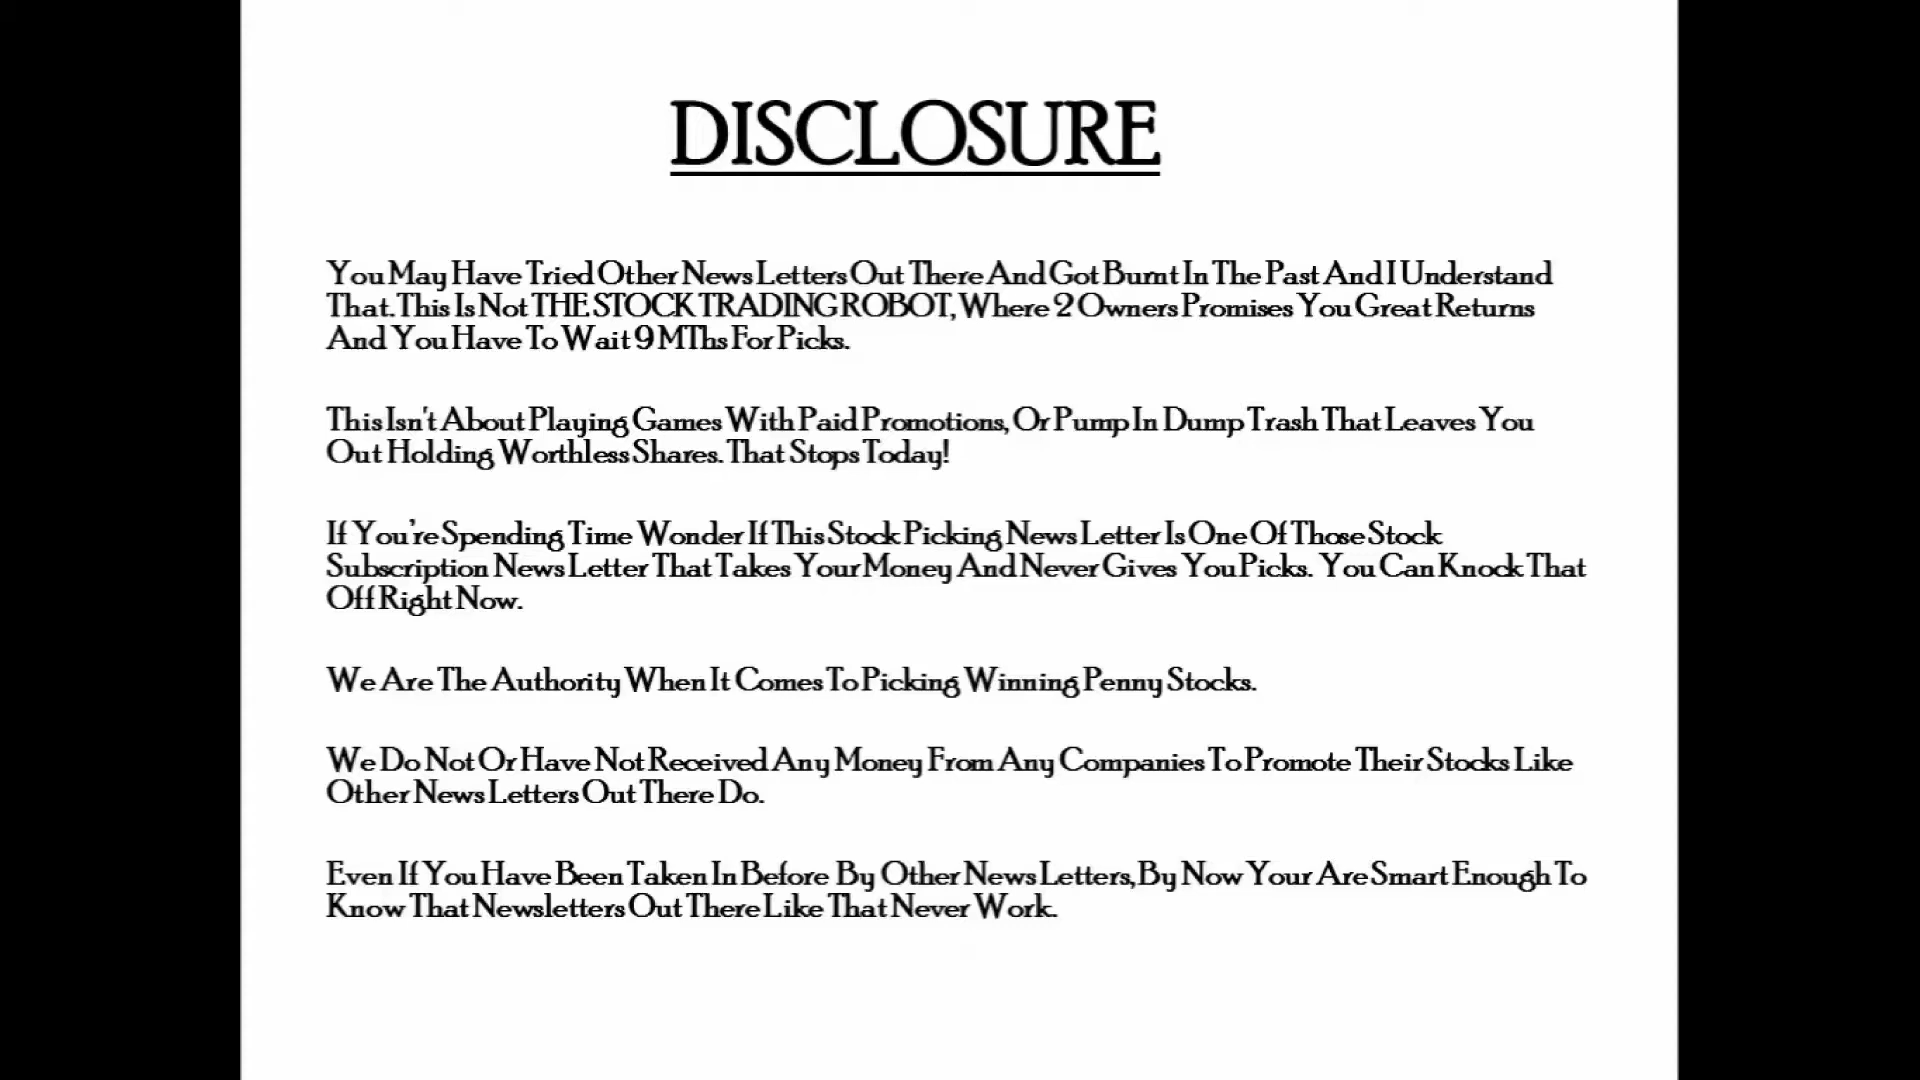 DISCLOSURE
You May Have Tried Other News Letters Out There And Got Burnt In The Past And I Understand
That. This Is Not THE STOCK TRADING ROBOT, Where 2 Owners Promises You Great Returns
And You Have To Wait 9 MThs For Picks.
This Isn't About Playing Games With Paid Promotions, Or Pump In Dump Trash That Leaves You
Out Holding Worthless Shares. That Stops Today!
If You're Spending Time Wonder If This Stock Picking News Letter Is One Of Those Stock
Subscription News Letter That Takes Your Money And Never Gives You Picks. You Can Knock That
Off Right Now.
We Are The Authority When It Comes To Picking Winning Penny Stocks.
We Do Not Or Have Not Received Any Money From Any Companies To Promote Their Stocks Like
Other News Letters Out There Do.
Even If You Have Been Taken In Before By Other News Letters, By Now Your Are Smart Enough To
Know That Newsletters Out There Like That Never Work.